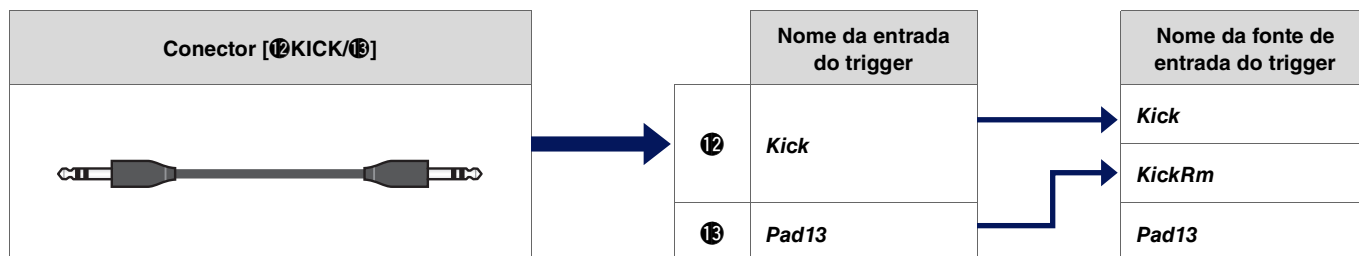 Conector [⓬KICK/⓭]
Nome da entrada
do trigger
Nome da fonte de
entrada do trigger
⓬
Kick
Kick
KickRm
⓭
Pad13
Pad13